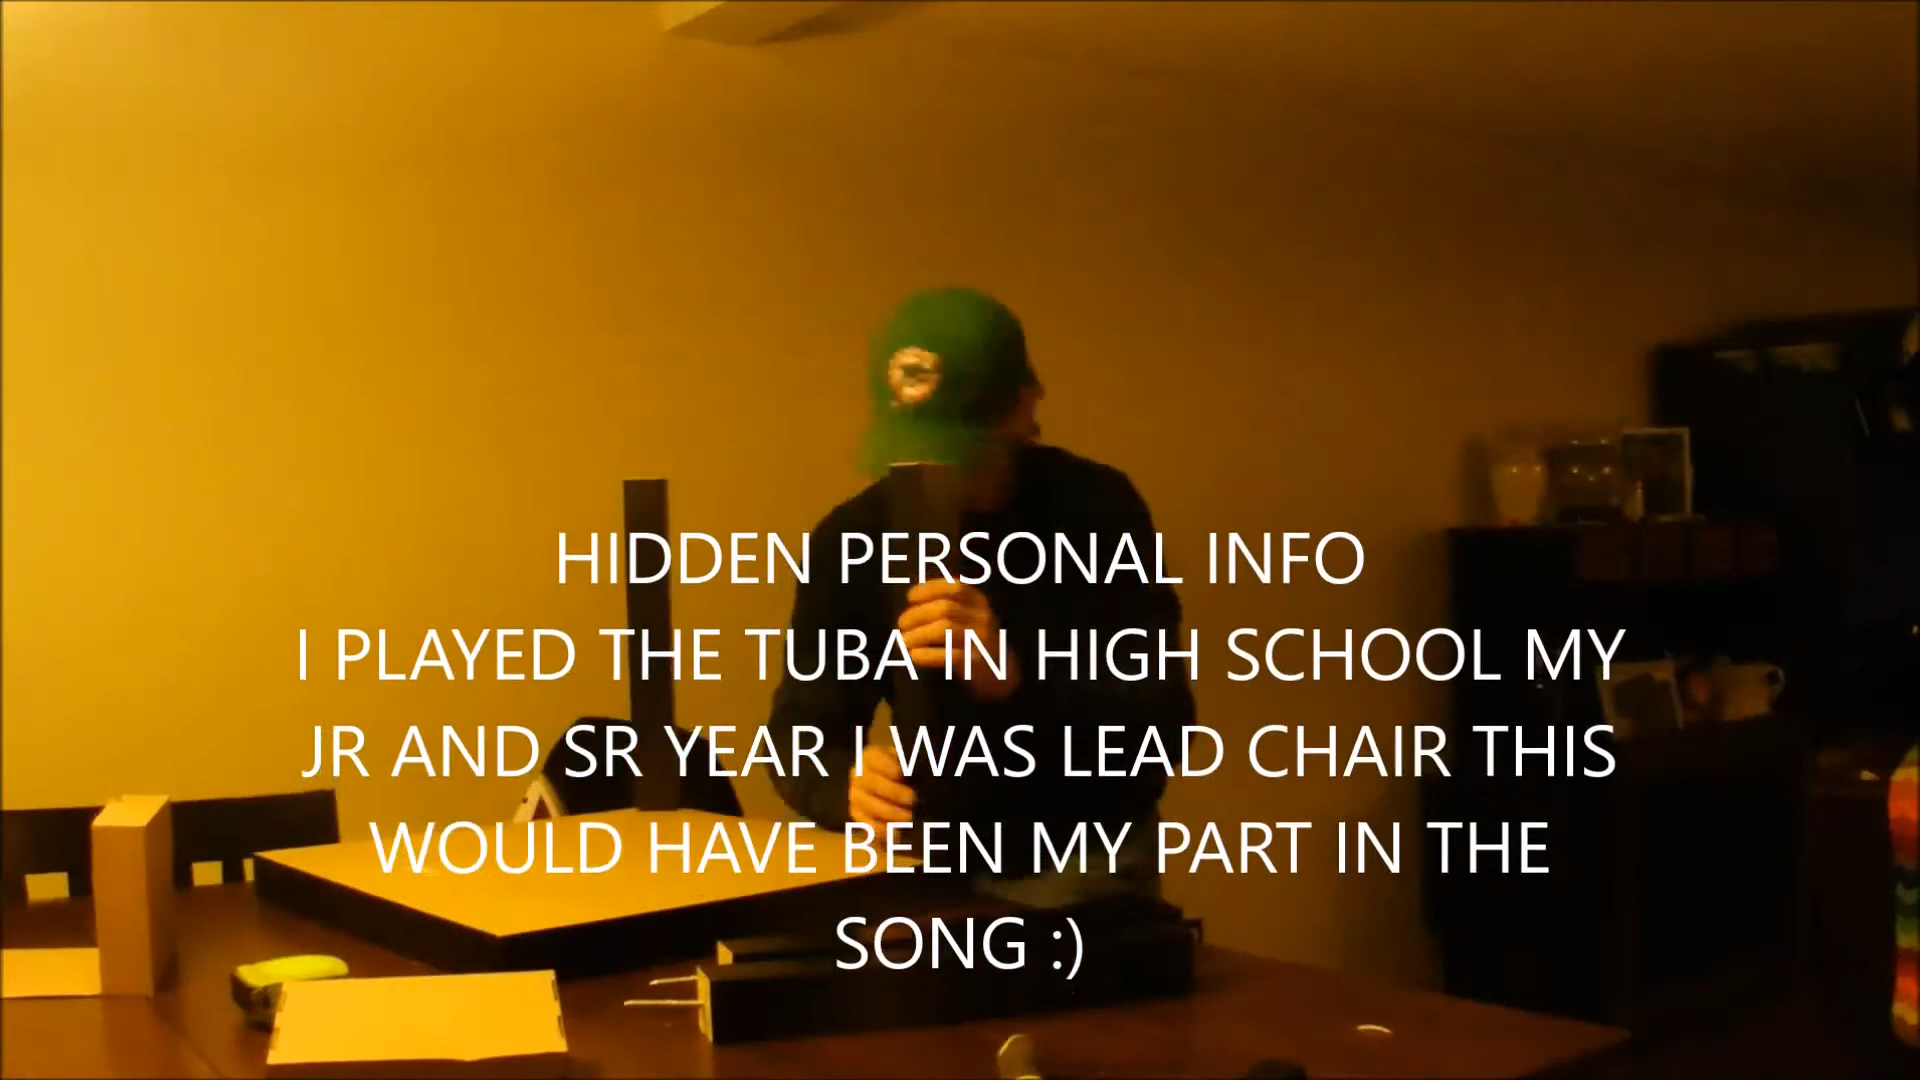 HIDDEN PERSONAL INFO
I PLAYED THE TUBA IN HIGH SCHOOL MY
JR AND SR YEAR I WAS LEAD CHAIR THIS
WOULD HAVE BEEN MY PART IN THE
SONG :)